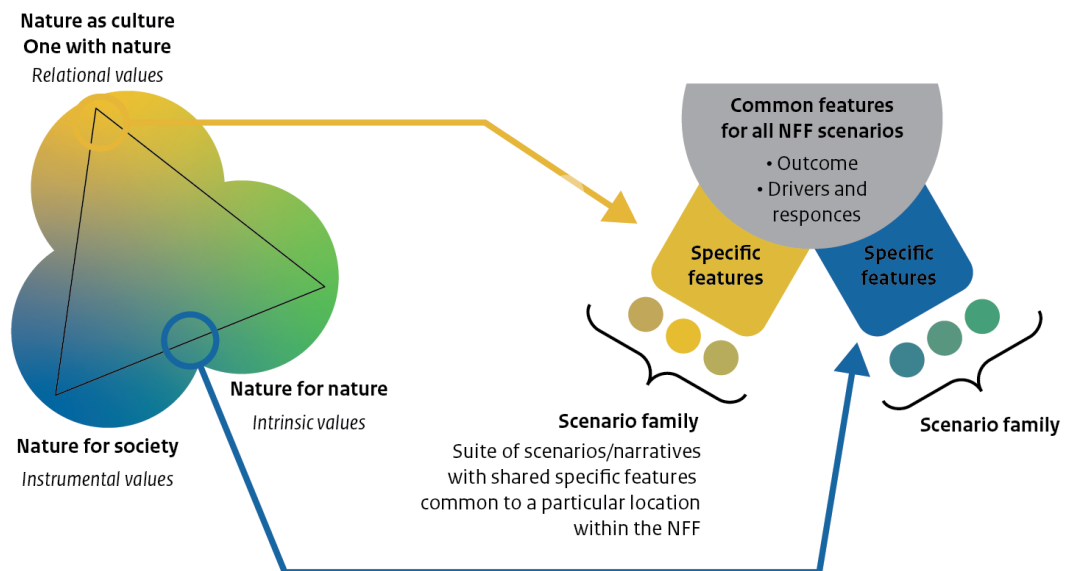 Nature as culture
One with nature
Relational values
Nature for nature
Intrinsic values
Nature for society
Instrumental values
Common features
for all NFF scenarios
• Outcome
• Drivers and
responces
Specific
features
Specific
features
Scenario family
Suite of scenarios/narratives
with shared specific features
common to a particular location
within the NFF
Scenario family